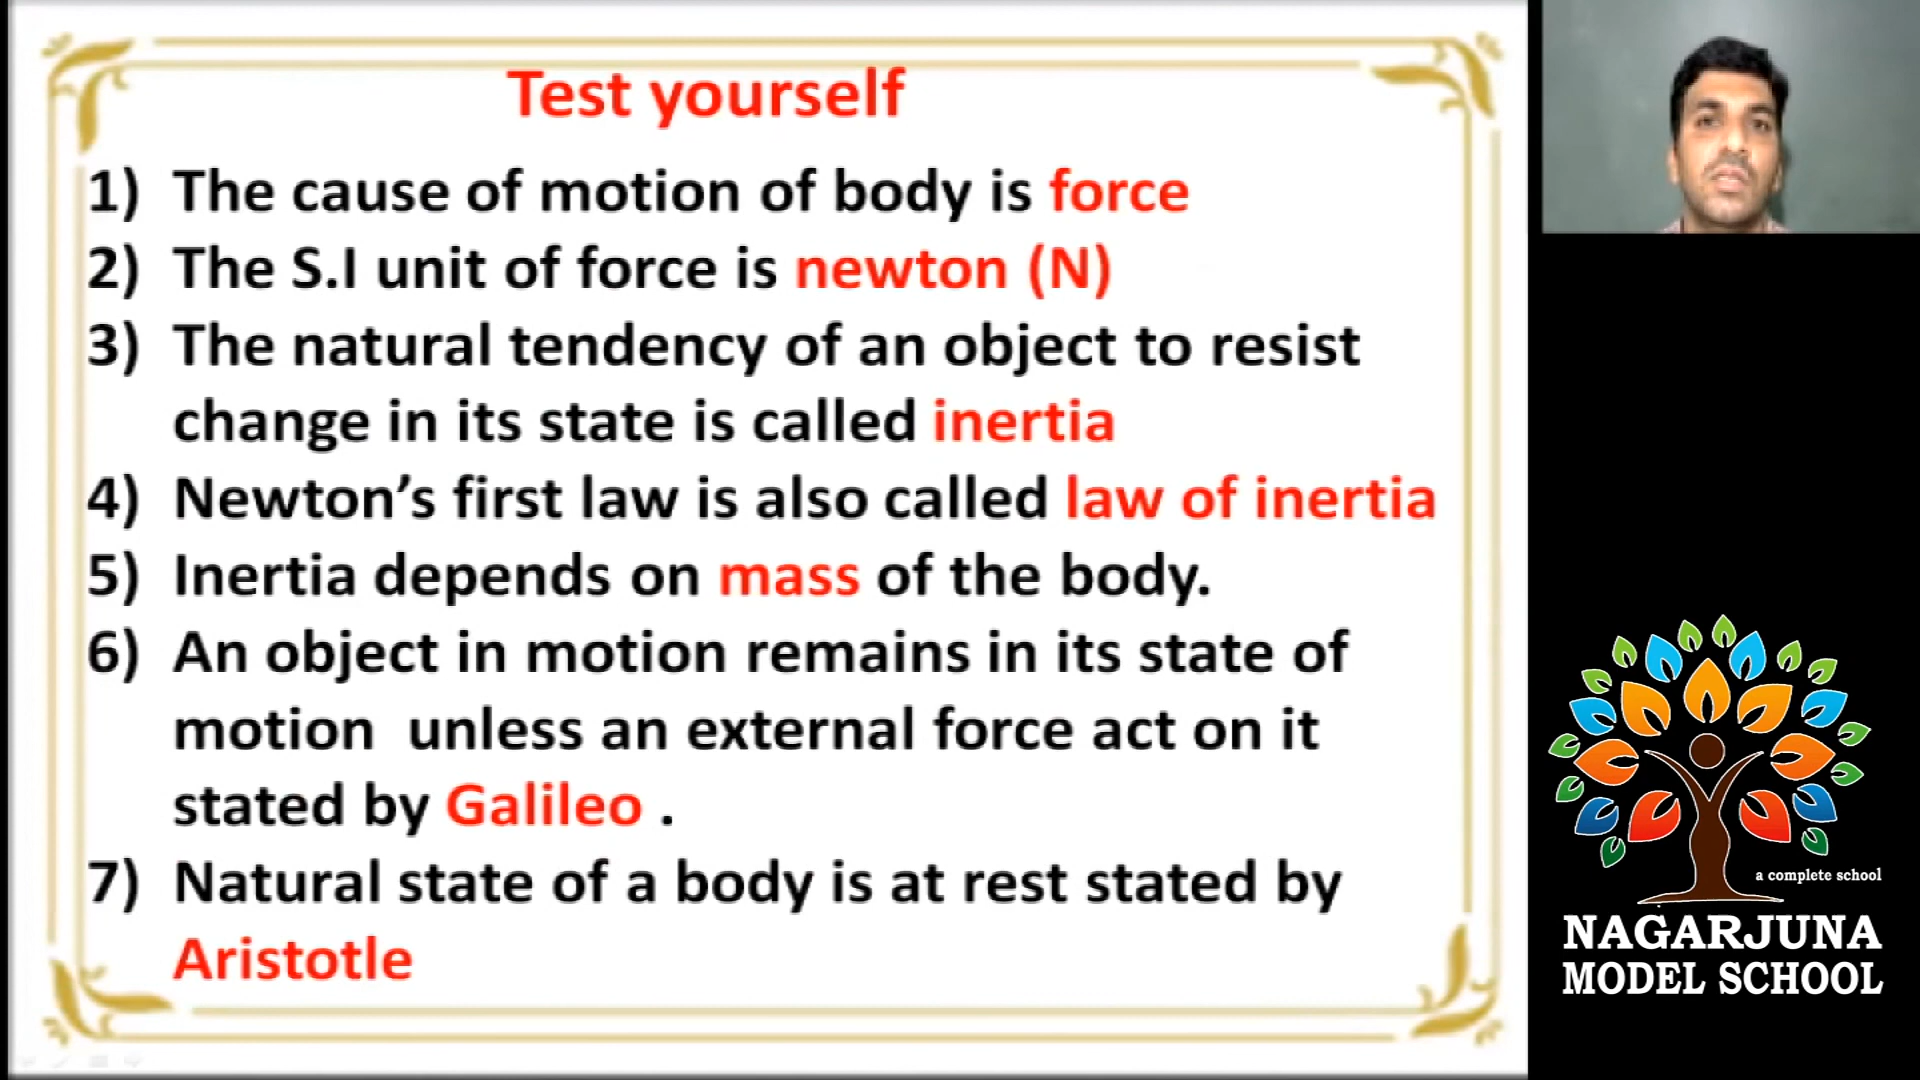 Test yourself
1) The cause of motion of body is force
2) The S.I unit of force is newton (N)
3) The natural tendency of an object to resist
change in its state is called inertia
4) Newton’s first law is also called law of inertia
5) Inertia depends on mass of the body.
6) An object in motion remains in its state of
motion  unless an external force act on it
stated by Galileo .
7) Natural state of a body is at rest stated by
Aristotle
a complete school
NAGARJUNA
MODEL SCHOOL